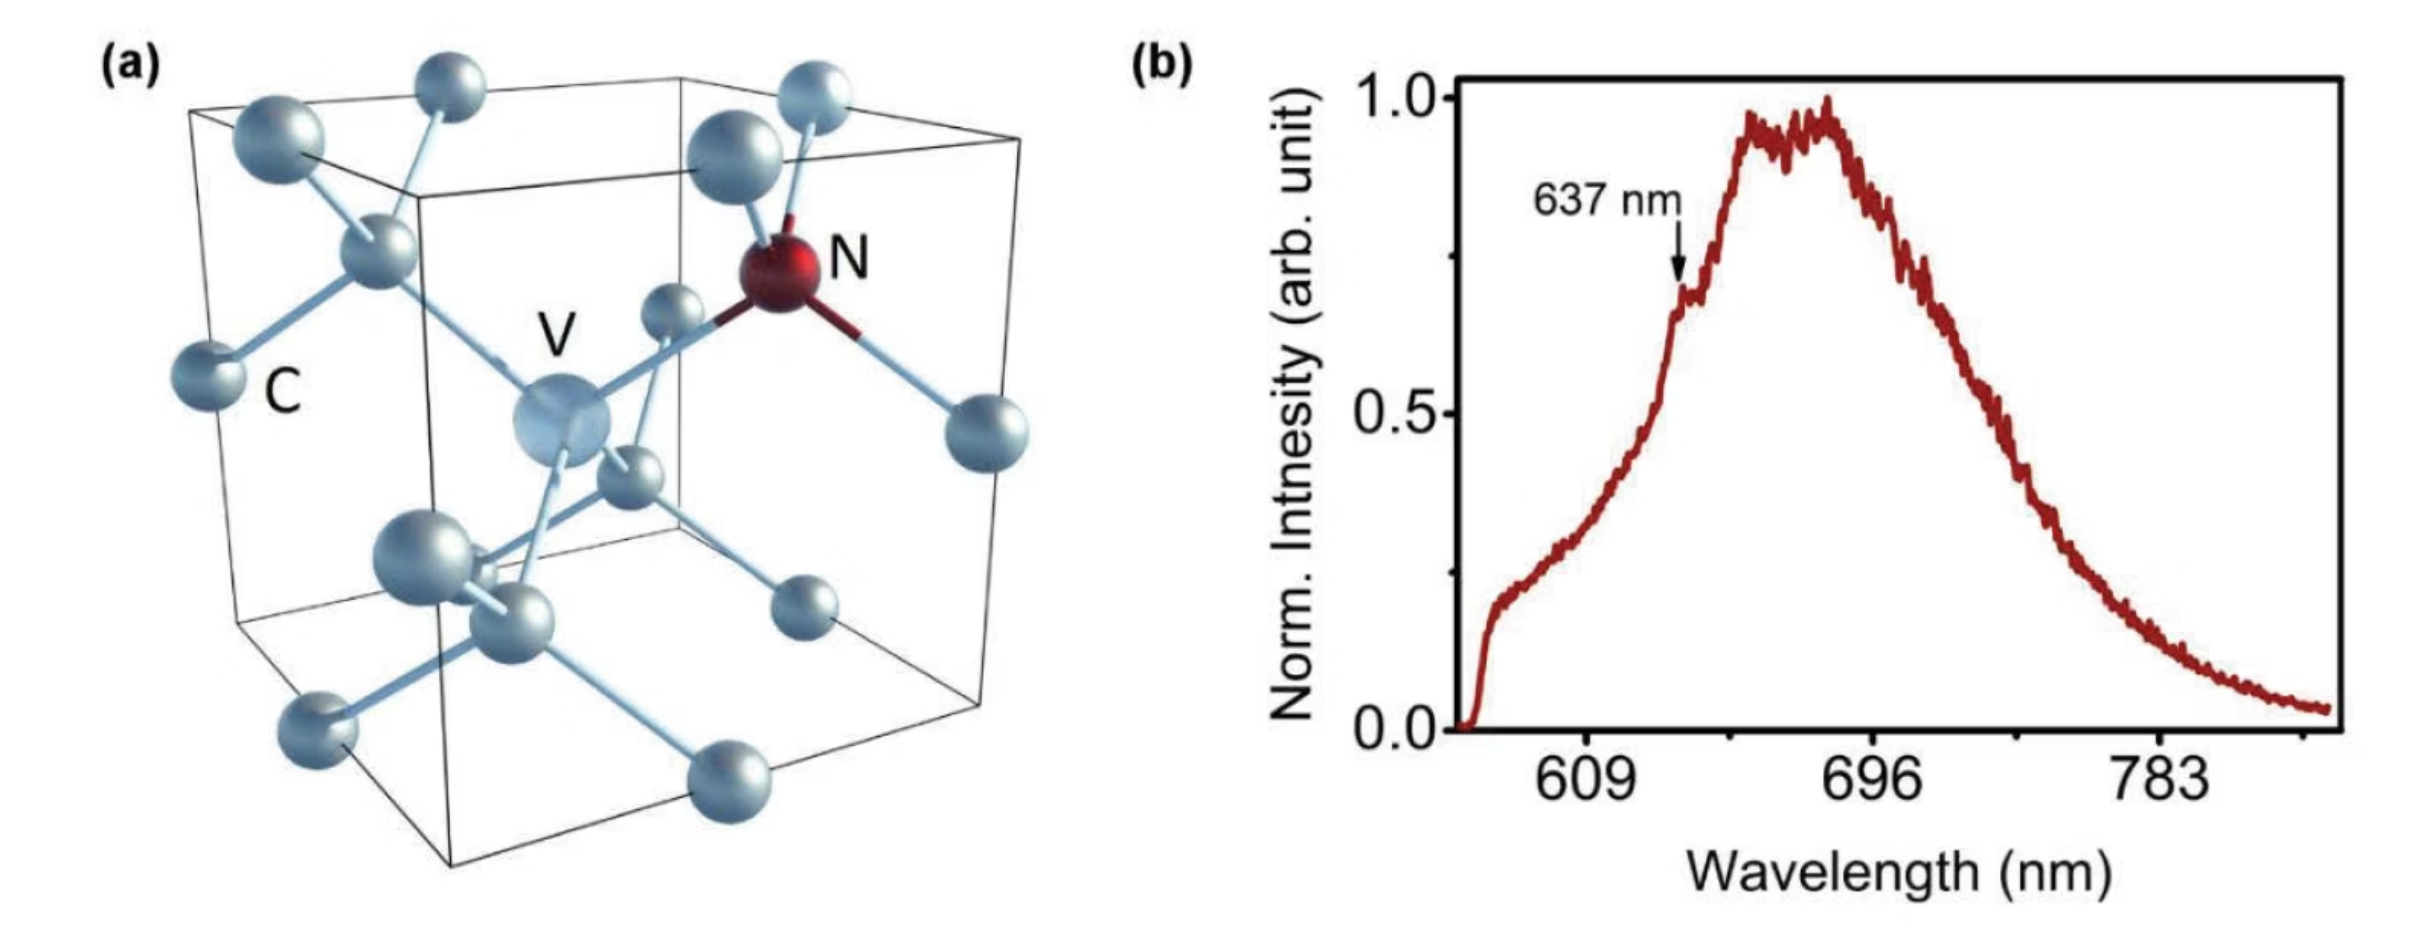 (a)
N
V
C
(b)
Norm. Intnesity (arb. unit)
1.0
0.5
0.0
637 nm
609 696 783
Wavelength (nm)